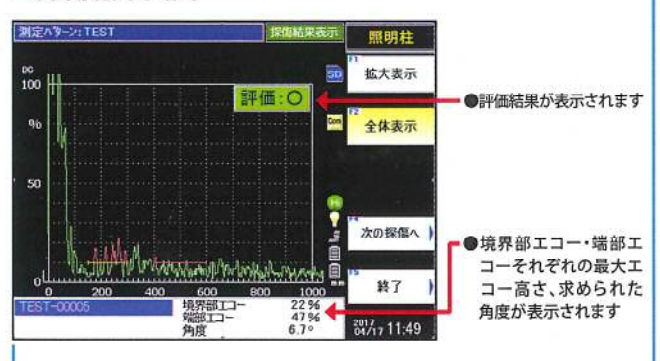 測定パターン:TEST
探傷結果表示
照明柱
DC
100
%
50
0
0 200 400 600 800 1000
評価:○
SD
Com
F1
拡大表示
F2
全体表示
F4
次の探傷へ
F5
終了
TEST-00005
境界部エコー 22%
端部エコー 47%
角度 6.7°
2017
04/17 11:49
●評価結果が表示されます
●境界部エコー・端部エ
コーそれぞれの最大エ
コー高さ、求められた
角度が表示されます